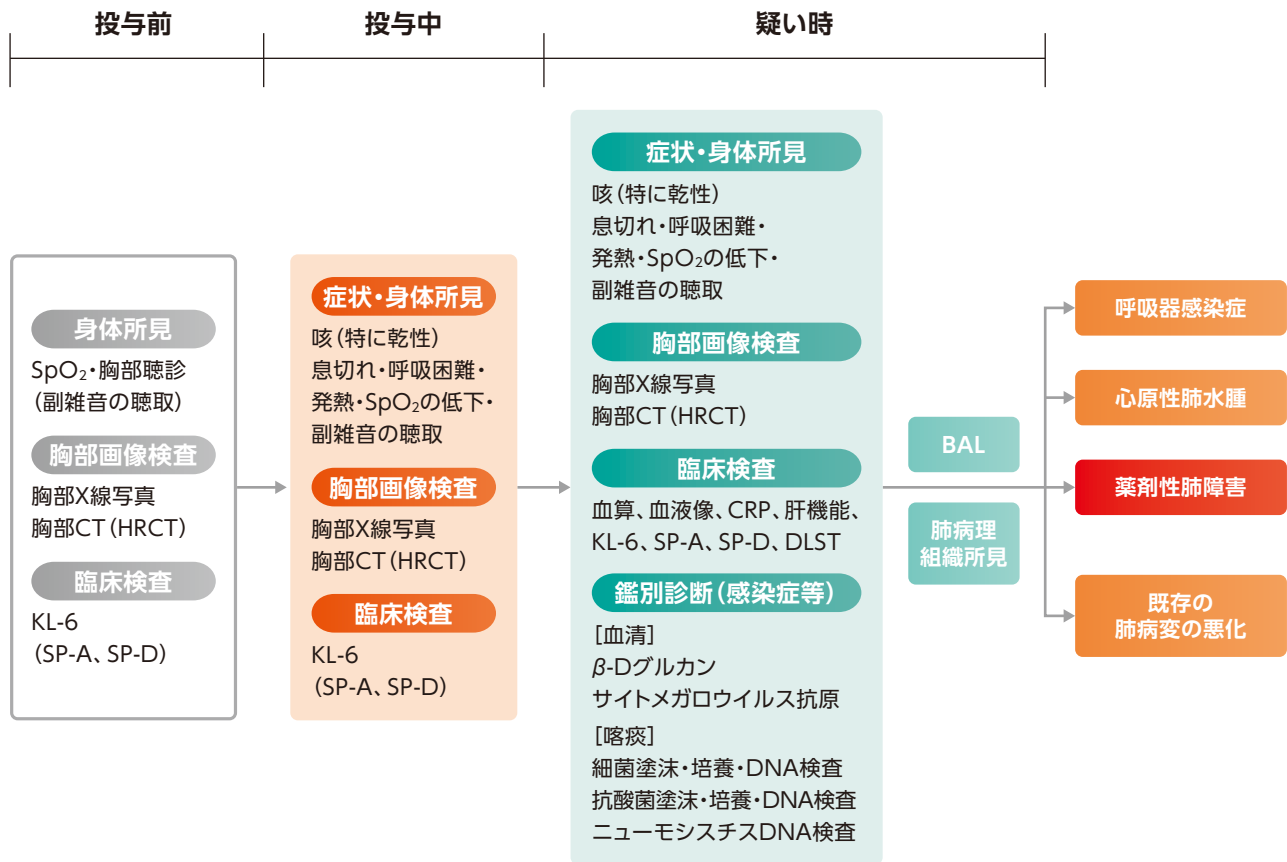 投与前
投与中
疑い時
身体所見
SpO₂・胸部聴診
(副雑音の聴取)
胸部画像検査
胸部X線写真
胸部CT(HRCT)
臨床検査
KL-6
(SP-A、SP-D)
症状・身体所見
咳(特に乾性)
息切れ・呼吸困難・
発熱・SpO₂の低下・
副雑音の聴取
胸部画像検査
胸部X線写真
胸部CT(HRCT)
臨床検査
KL-6
(SP-A、SP-D)
症状・身体所見
咳(特に乾性)
息切れ・呼吸困難・
発熱・SpO₂の低下・
副雑音の聴取
胸部画像検査
胸部X線写真
胸部CT(HRCT)
臨床検査
血算、血液像、CRP、肝機能、
KL-6、SP-A、SP-D、DLST
鑑別診断(感染症等)
[血清]
β-Dグルカン
サイトメガロウイルス抗原
[喀痰]
細菌塗沫・培養・DNA検査
抗酸菌塗沫・培養・DNA検査
ニューモシスチスDNA検査
BAL
肺病理
組織所見
呼吸器感染症
心原性肺水腫
薬剤性肺障害
既存の
肺病変の悪化